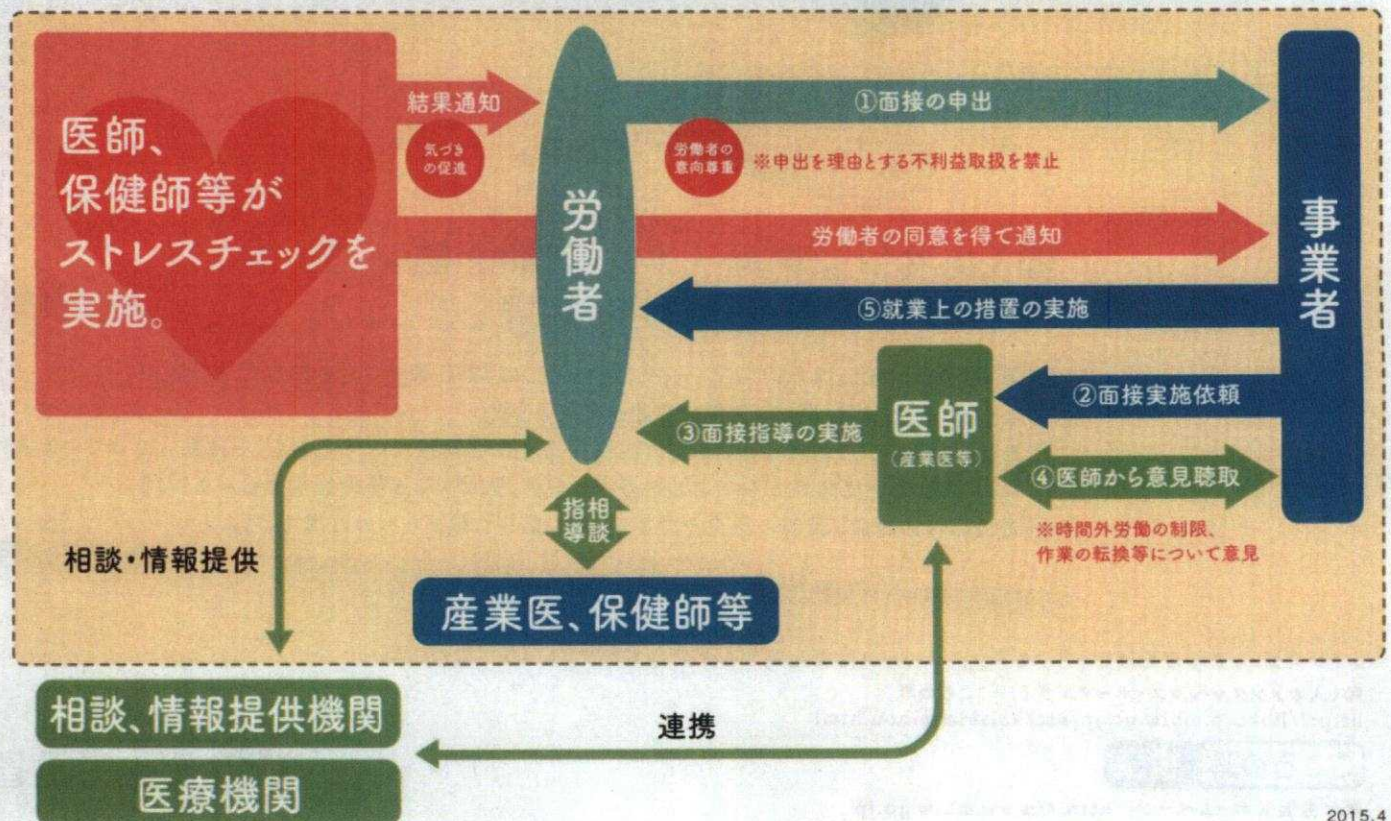 医師、
保健師等が
ストレスチェックを
実施。
結果通知
気づき
の促進
労働者
①面接の申出
労働者の
意向尊重
※申出を理由とする不利益取扱を禁止
労働者の同意を得て通知
⑤就業上の措置の実施
事業者
②面接実施依頼
③面接指導の実施
医師
(産業医等)
④医師から意見聴取
※時間外労働の制限、
作業の転換等について意見
相談
指導
相談・情報提供
産業医、保健師等
相談、情報提供機関
連携
医療機関
2015.4